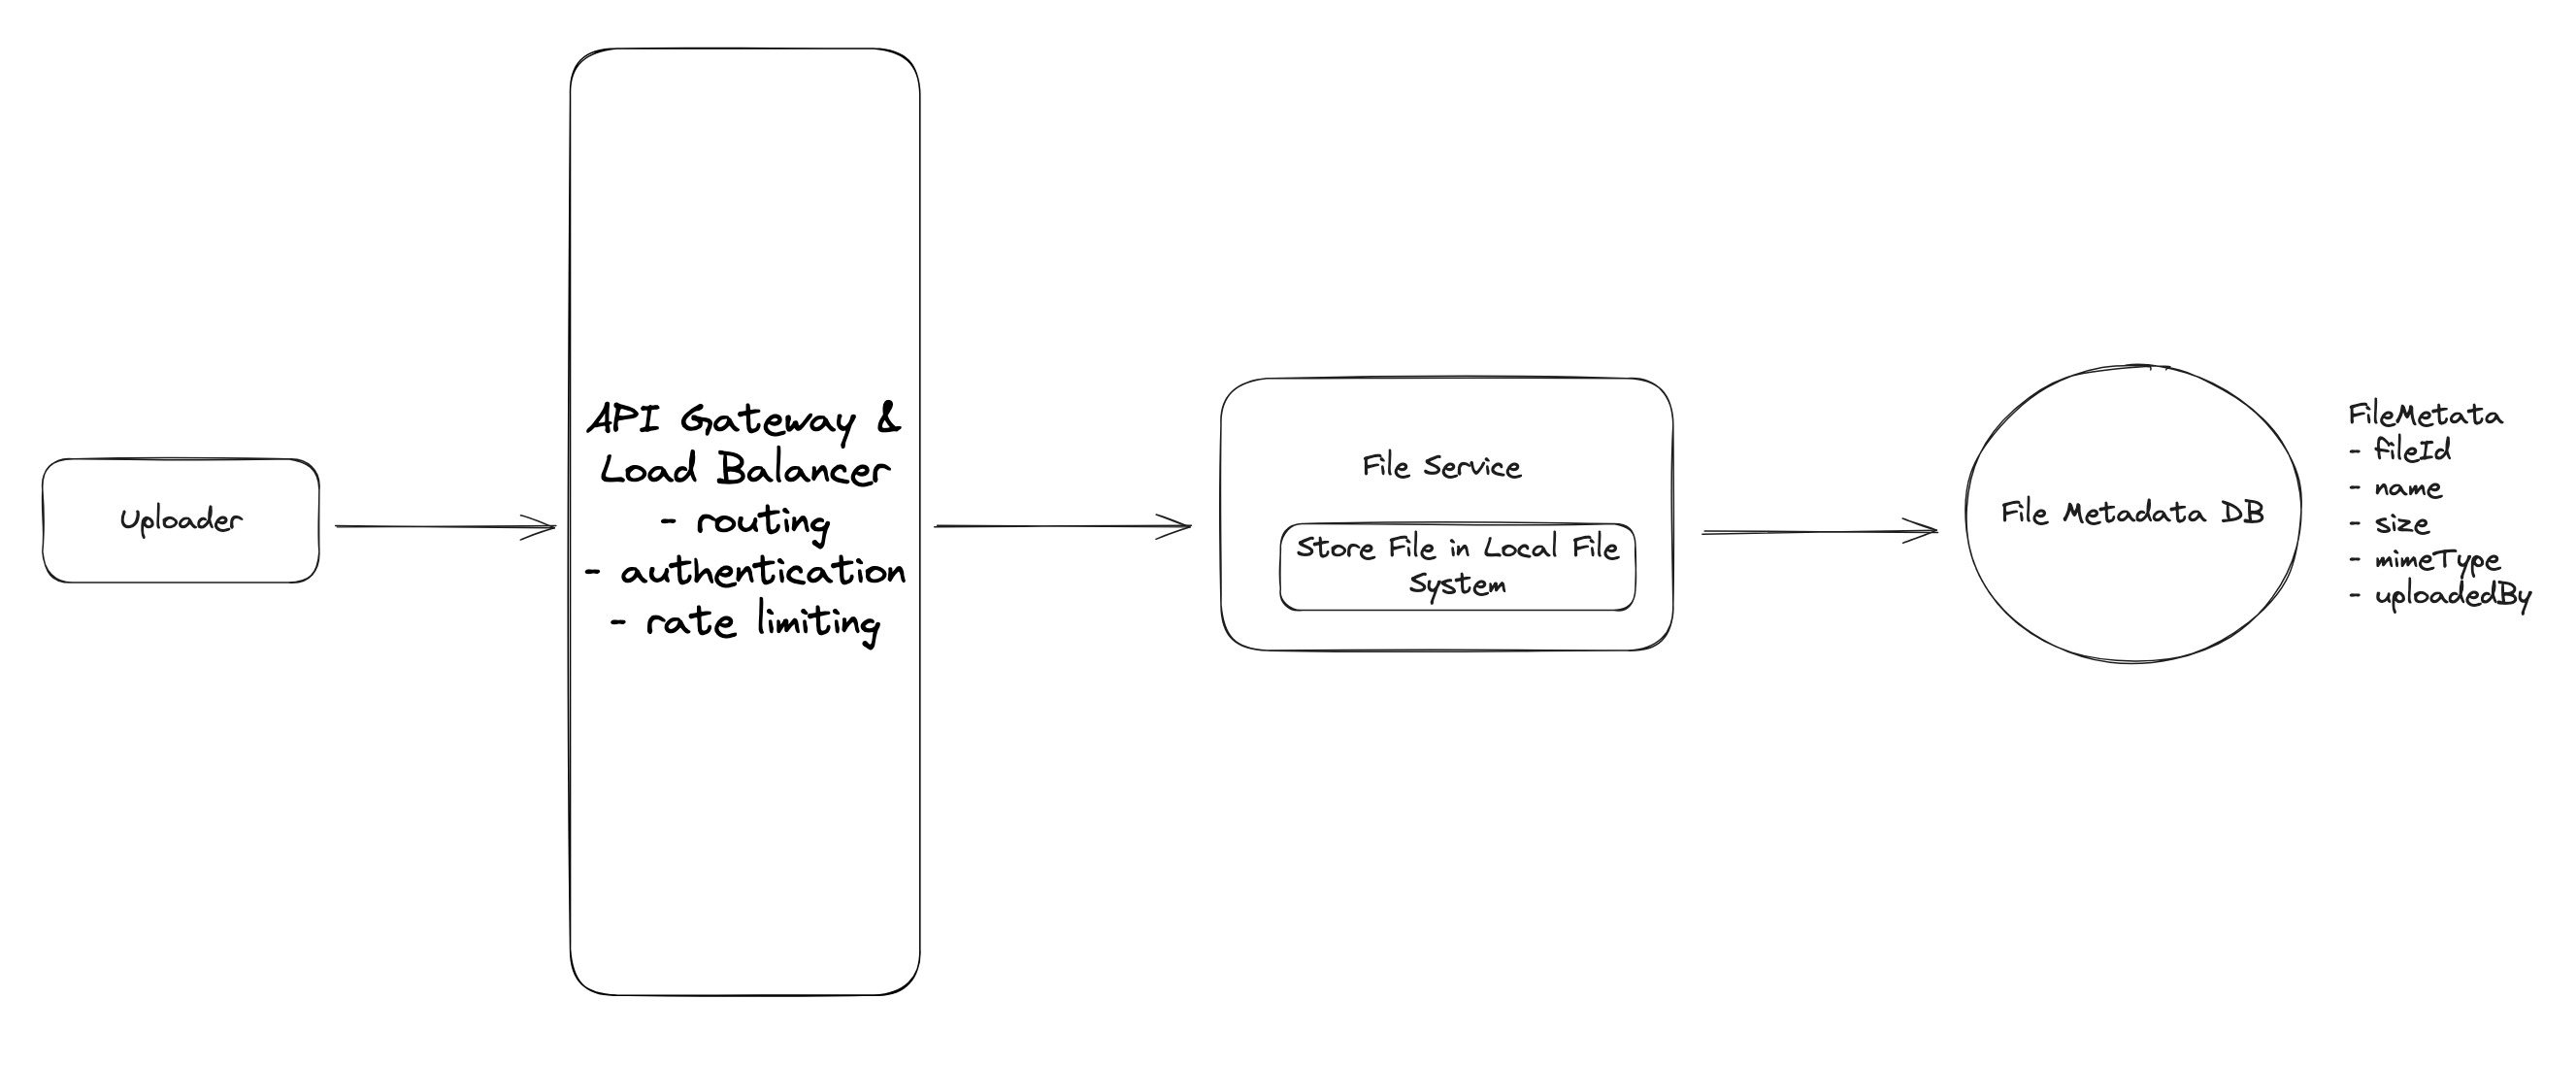 Uploader
API Gateway &
Load Balancer
- routing
- authentication
- rate limiting
File Service
Store File in Local File
System
File Metadata DB
FileMetata
- fileId
- name
- size
- mimeType
- uploadedBy